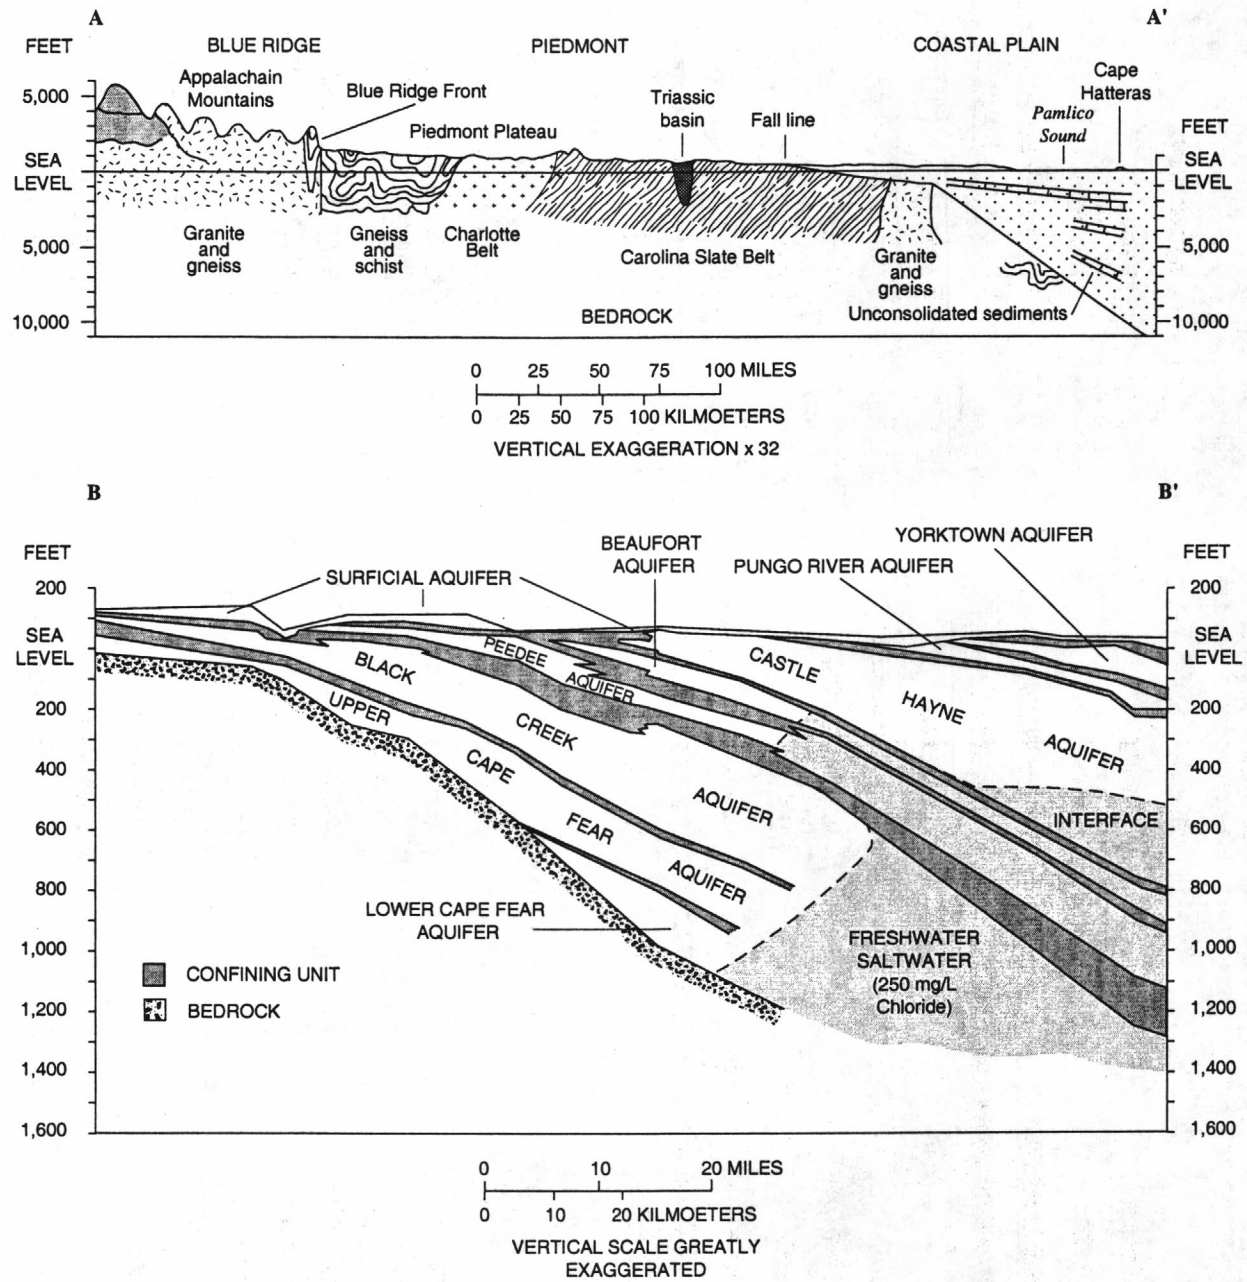 A
A'
FEET
BLUE RIDGE
PIEDMONT
COASTAL PLAIN
Appalachain
Mountains
Blue Ridge Front
Piedmont Plateau
Triassic
basin
Fall line
Cape
Hatteras
Pamlico
Sound
FEET
5,000
SEA
LEVEL
SEA
LEVEL
5,000
5,000
10,000
10,000
Granite
and
gneiss
Gneiss
and
schist
Charlotte
Belt
Carolina Slate Belt
Granite
and
gneiss
Unconsolidated sediments
BEDROCK
0 25 50 75 100 MILES
0 25 50 75 100 KILMOETERS
VERTICAL EXAGGERATION x 32
B
B'
FEET
FEET
SURFICIAL AQUIFER
BEAUFORT
AQUIFER
PUNGO RIVER AQUIFER
YORKTOWN AQUIFER
200
200
SEA
LEVEL
SEA
LEVEL
PEEDEE
AQUIFER
BLACK
CREEK
AQUIFER
UPPER
CAPE
FEAR
AQUIFER
CASTLE
HAYNE
AQUIFER
INTERFACE
200
200
400
400
600
600
800
800
LOWER CAPE FEAR
AQUIFER
FRESHWATER
SALTWATER
(250 mg/L
Chloride)
1,000
1,000
CONFINING UNIT
BEDROCK
1,200
1,200
1,400
1,400
1,600
1,600
0 10 20 MILES
0 10 20 KILMOETERS
VERTICAL SCALE GREATLY
EXAGGERATED